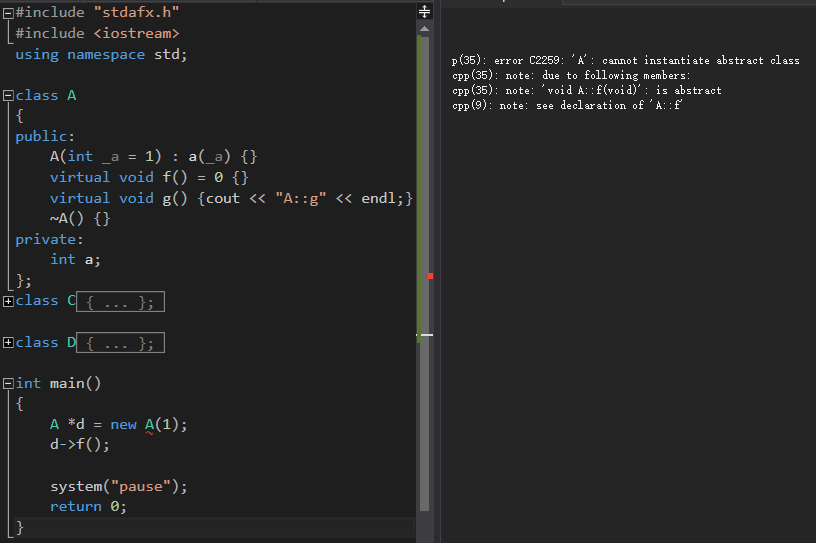 #include "stdafx.h"
#include <iostream>
using namespace std;
class A
{
public:
A(int _a = 1) : a(_a) {}
virtual void f() = 0 {}
virtual void g() {cout << "A::g" << endl;}
~A() {}
private:
int a;
};
class C{ ... };
class D{ ... };
int main()
{
A *d = new A(1);
d->f();
system("pause");
return 0;
}
p(35): error C2259: 'A': cannot instantiate abstract class
cpp(35): note: due to following members:
cpp(35): note: 'void A::f(void)': is abstract
cpp(9): note: see declaration of 'A::f'